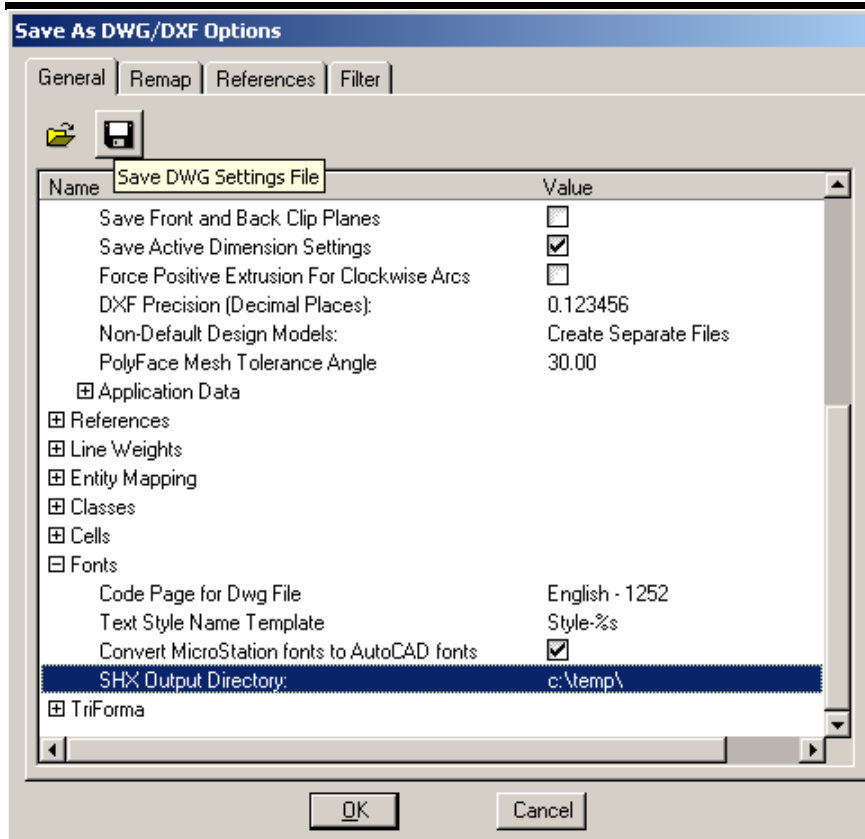 Save As DWG/DXF Options
General Remap References Filter
Save DWG Settings File
Name Value
Save Front and Back Clip Planes
Save Active Dimension Settings
Force Positive Extrusion For Clockwise Arcs
DXF Precision (Decimal Places): 0.123456
Non-Default Design Models: Create Separate Files
PolyFace Mesh Tolerance Angle 30.00
Application Data
References
Line Weights
Entity Mapping
Classes
Cells
Fonts
Code Page for Dwg File English - 1252
Text Style Name Template Style-%s
Convert MicroStation fonts to AutoCAD fonts
SHX Output Directory: c:\temp\
TriForma
OK Cancel